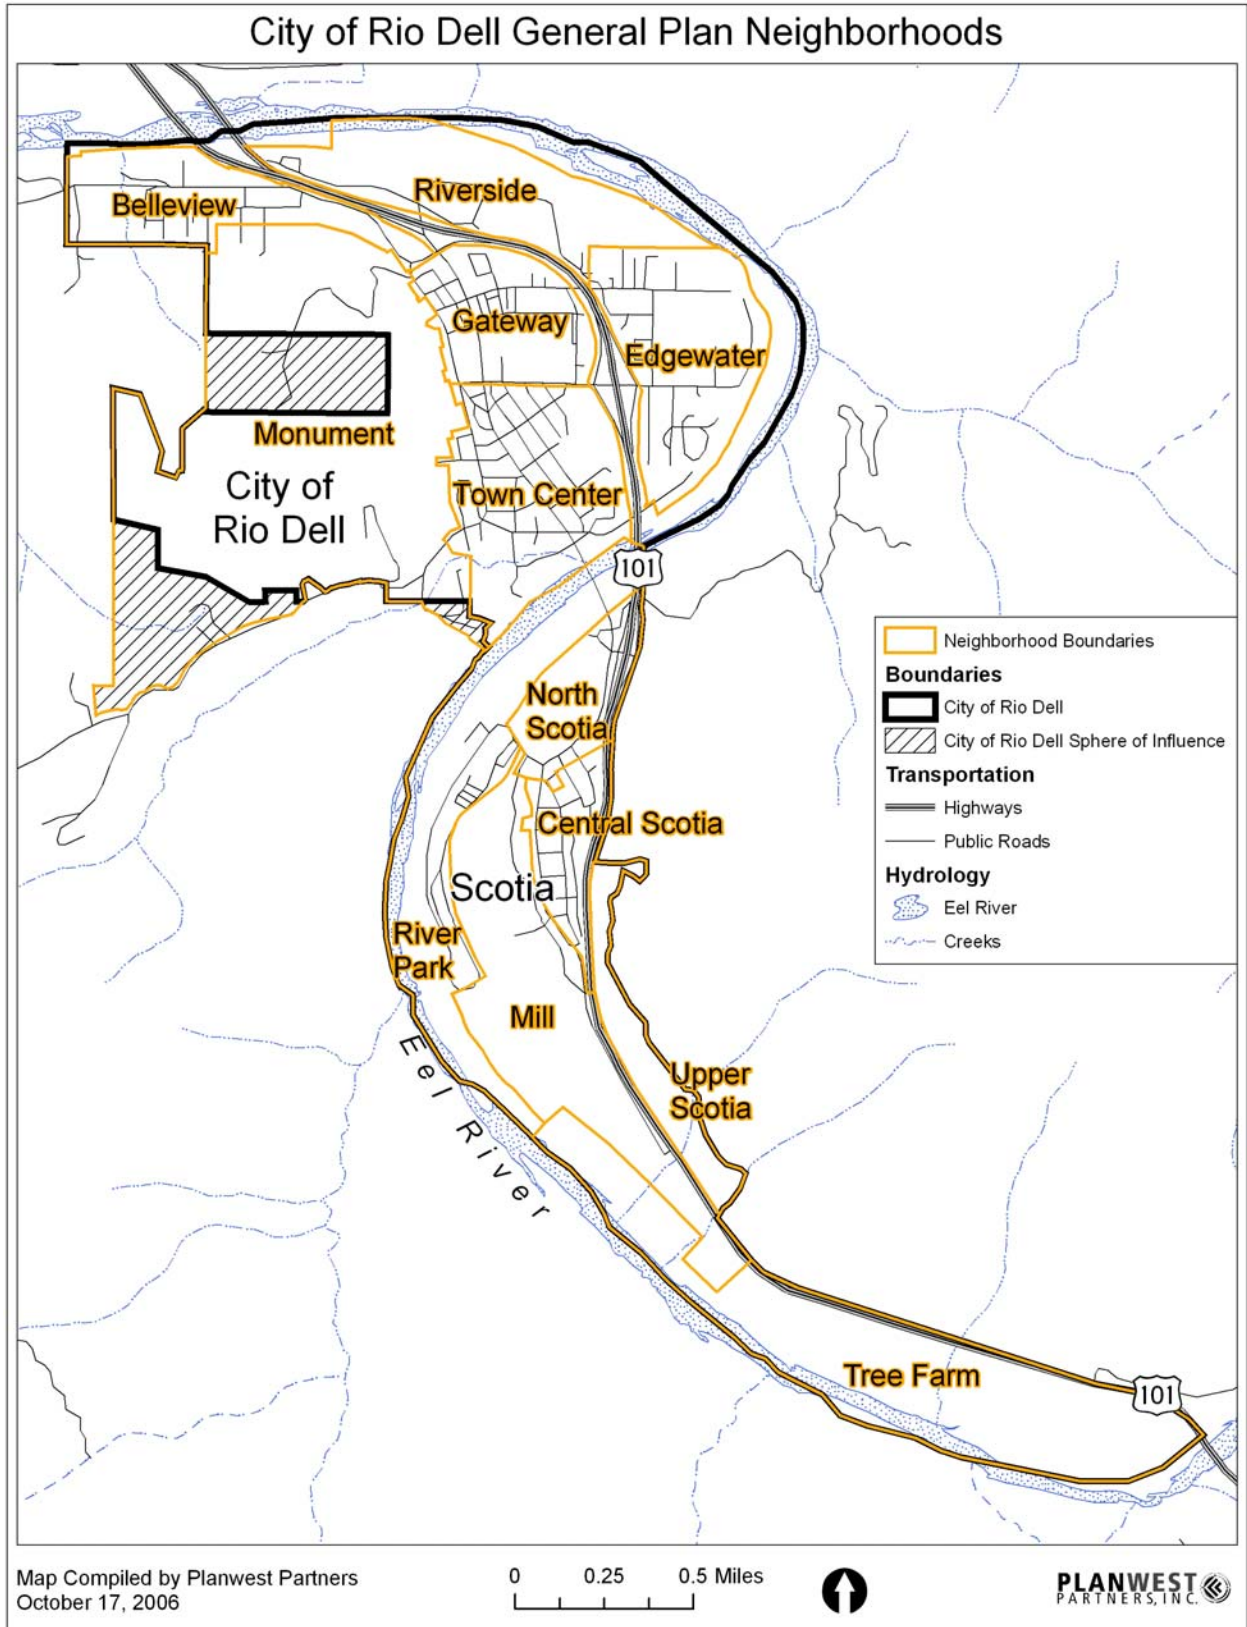 City of Rio Dell General Plan Neighborhoods
Riverside
Belleview
Gateway
Edgewater
Monument
City of
Rio Dell
Town Center
101
Neighborhood Boundaries
Boundaries
City of Rio Dell
City of Rio Dell Sphere of Influence
Transportation
Highways
Public Roads
Hydrology
Eel River
Creeks
North
Scotia
Central Scotia
Scotia
River
Park
Mill
Eel River
Upper
Scotia
Tree Farm
101
Map Compiled by Planwest Partners
October 17, 2006
0 0.25 0.5 Miles
PLANWEST
PARTNERS, INC.